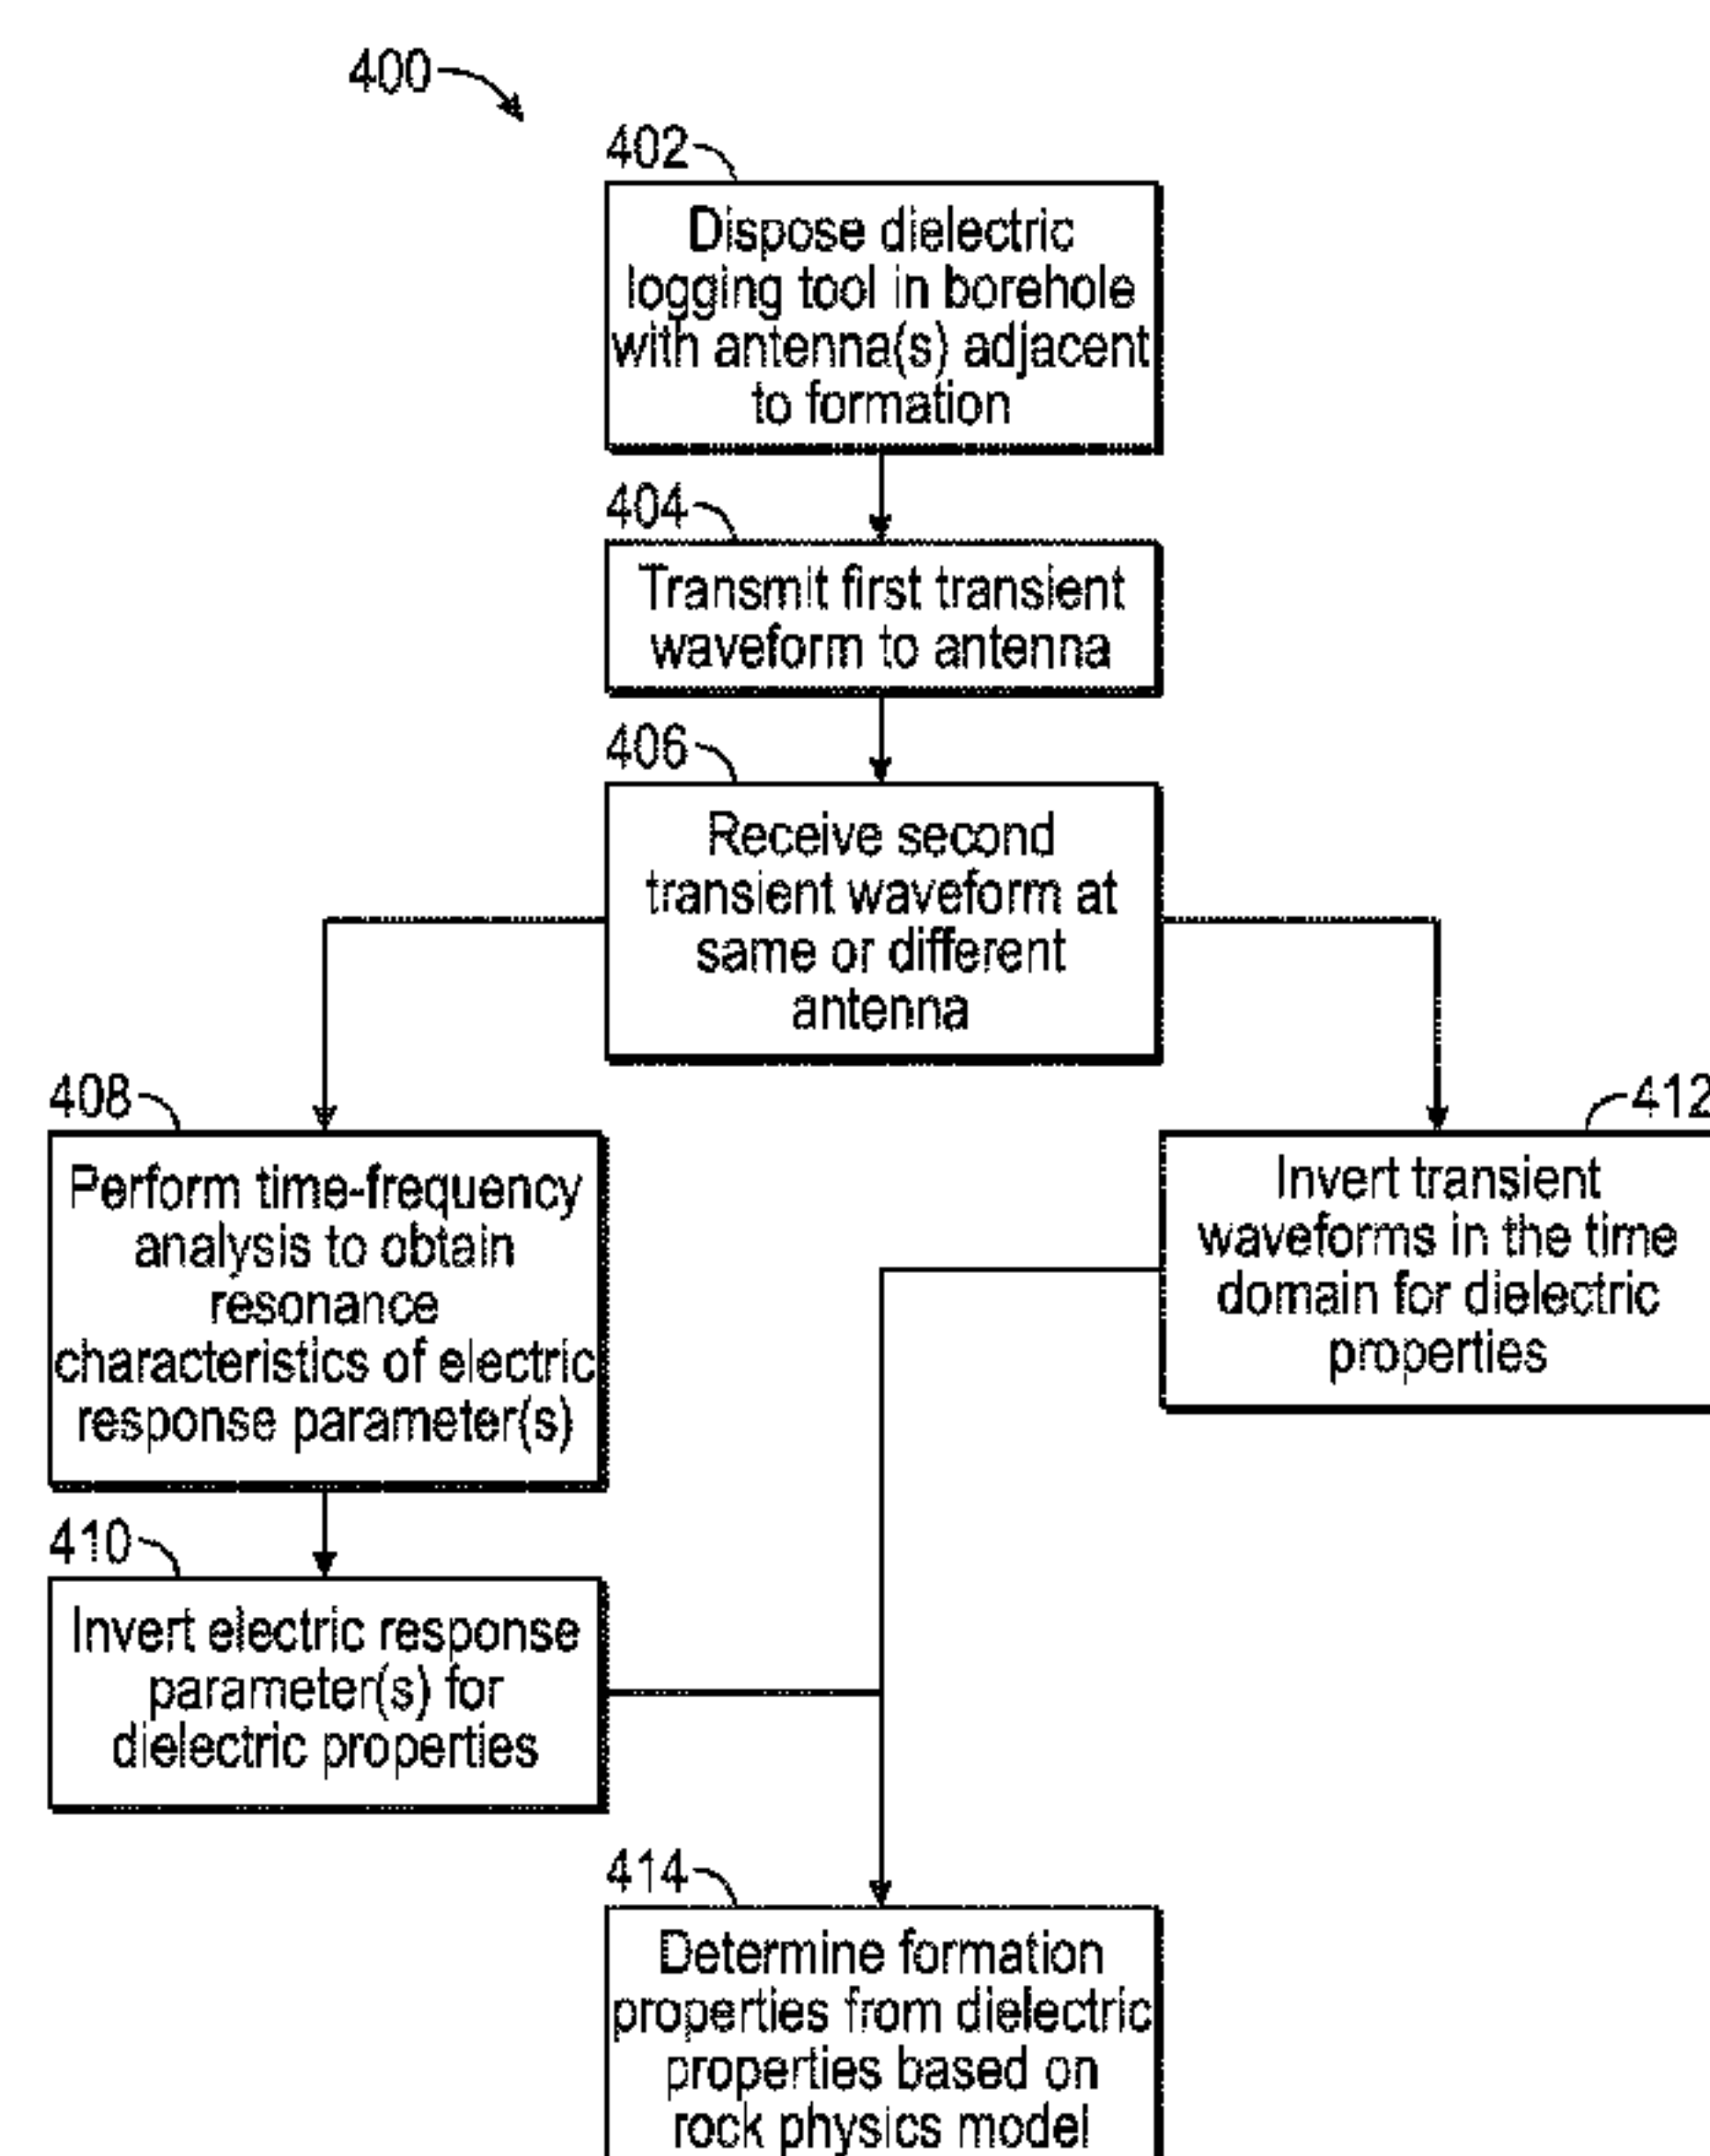 400
402
Dispose dielectric
logging tool in borehole
with antenna(s) adjacent
to formation
404
Transmit first transient
waveform to antenna
406
Receive second
transient waveform at
same or different
antenna
408
Perform time-frequency
analysis to obtain
resonance
characteristics of electric
response parameter(s)
412
Invert transient
waveforms in the time
domain for dielectric
properties
410
Invert electric response
parameter(s) for
dielectric properties
414
Determine formation
properties from dielectric
properties based on
rock physics model